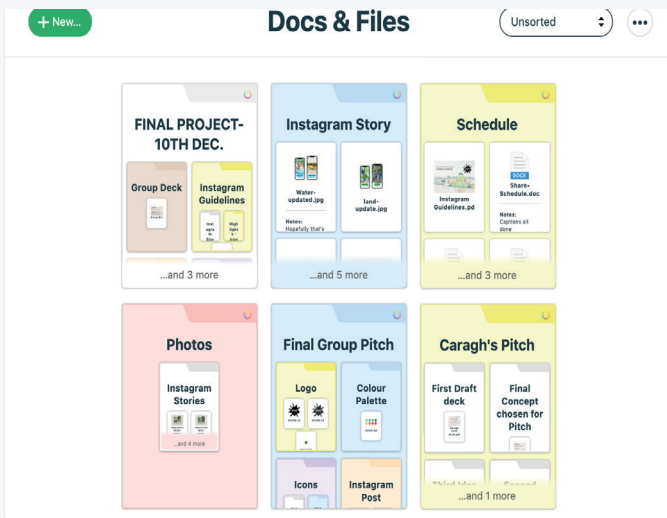 + New...
Docs & Files
Unsorted
FINAL PROJECT-
10TH DEC.
Group Deck
Instagram
Guidelines
...and 3 more
Instagram Story
Water-
updated.jpg
Notes:
Hopefully that's
land-
update.jpg
...and 5 more
Schedule
Instagram
Guidelines.pd
DOCX
Share-
Schedule.doc
Notes:
Captions all
done
...and 3 more
Photos
Instagram
Stories
...and 4 more
Final Group Pitch
Logo
Colour
Palette
Icons
Instagram
Post
Caragh's Pitch
First Draft
deck
Final
Concept
chosen for
Pitch
Third Idea
Second
...and 1 more